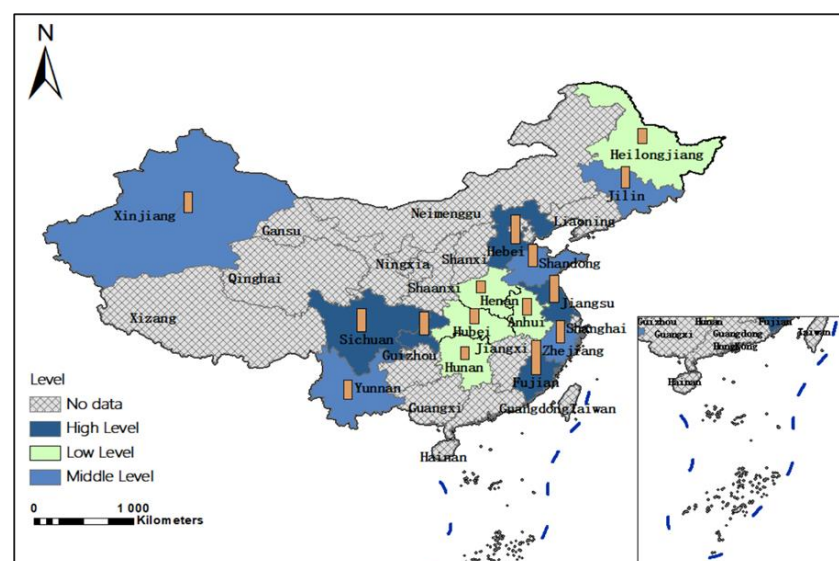 N
Heilongjiang
Jilin
Xinjiang
Neimenggu
Liaoning
Gansu
Hebei
Shanxi
Shandong
Ningxia
Qinghai
Shaanxi
Henan
Jiangsu
Xizang
Anhui
Hubei
Shanghai
Sichuan
Jiangxi
Zhejiang
Guizhou
Hunan
Fujian
Yunnan
Guangxi
Guangdong
Taiwan
Hainan
Level
No data
High Level
Low Level
Middle Level
0 1 000
Kilometers
Guizhou
Hunan
Fujian
Guangxi
Guangdong
Taiwan
HongKong
Hainan